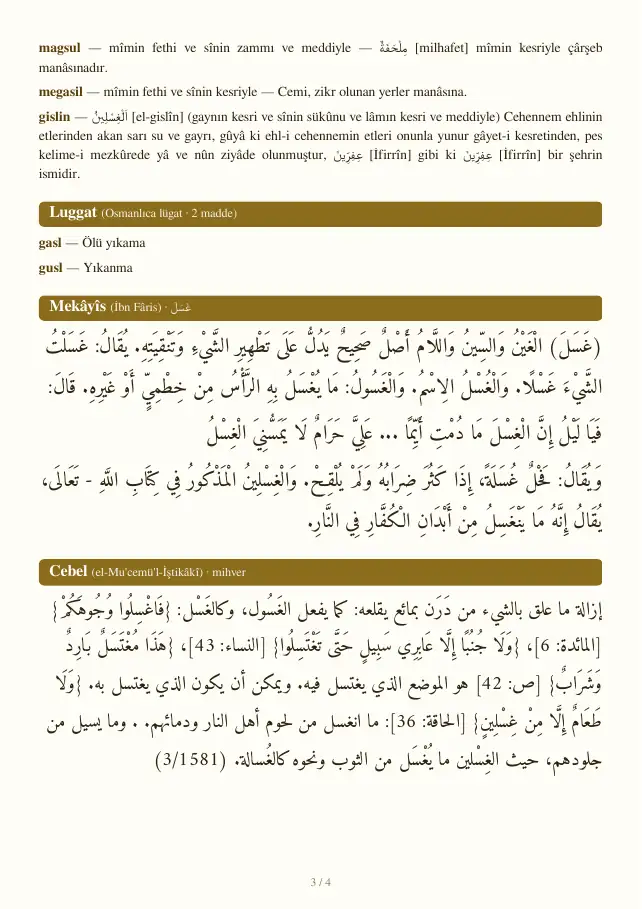 magsul — mîmin fethi ve sînin zammı ve meddiyle — مِلْحَفَةٌ [milhafet] mîmin kesriyle çârşeb
manâsınadır.
megasil — mîmin fethi ve sînin kesriyle — Cemi, zikr olunan yerler manâsına.
gislin — اَلْغِسْلِينُ [el-gislîn] (gaynın kesri ve sînin sükûnu ve lâmın kesri ve meddiyle) Cehennem ehlinin
etlerinden akan sarı su ve gayrı, gûyâ ki ehl-i cehennemin etleri onunla yunur gâyet-i kesretinden, pes
kelime-i mezkûrede yâ ve nûn ziyâde olunmuştur, عِفِرِّينَ [İfirrîn] gibi ki عِفِرِّينَ [İfirrîn] bir şehrin
ismidir.
Luggat (Osmanlıca lügat · 2 madde)
gasl — Ölü yıkama
gusl — Yıkanma
Mekâyîs (İbn Fâris) · غسل
(غَسَلَ) الْغَيْنُ وَالسِّينُ وَاللَّامُ أَصْلٌ صَحِيحٌ يَدُلُّ عَلَى تَطْهِيرِ الشَّيْءِ وَتَنْقِيَتِهِ. يُقَالُ: غَسَلْتُ
الشَّيْءَ غَسْلًا. وَالْغُسْلُ الِاسْمُ. وَالْغَسُولُ: مَا يُغْسَلُ بِهِ الرَّأْسُ مِنْ خِطْمِيٍّ أَوْ غَيْرِهِ. قَالَ:
فَيَا لَيْلُ إِنَّ الْغِسْلَ مَا دُمْتِ أَيِّمًا ... عَلَيَّ حَرَامٌ لَا يَمَسُّنِيَ الْغِسْلُ
وَيُقَالُ: فَحْلٌ غُسَلَةٌ، إِذَا كَثُرَ ضِرَابُهُ وَلَمْ يُلْقِحْ. وَالْغِسْلِينُ الْمَذْكُورُ فِي كِتَابِ اللَّهِ - تَعَالَى،
يُقَالُ إِنَّهُ مَا يَنْغَسِلُ مِنْ أَبْدَانِ الْكُفَّارِ فِي النَّارِ.
Cebel (el-Mu'cemü'l-İştikâkî) · mihver
إزالة ما علق بالشيء من دَرَن بمائع يقلعه: كما يفعل الغَسُول، وكالغَسْل: {فَاغْسِلُوا وُجُوهَكُمْ}
[المائدة: 6]، {وَلَا جُنُبًا إِلَّا عَابِرِي سَبِيلٍ حَتَّى تَغْتَسِلُوا} [النساء: 43]، {هَذَا مُغْتَسَلٌ بَارِدٌ
وَشَرَابٌ} [ص: 42] هو الموضع الذي يغتسل فيه. ويمكن أن يكون الذي يغتسل به. {وَلَا
طَعَامٌ إِلَّا مِنْ غِسْلِينٍ} [الحاقة: 36]: ما انغسل من لحوم أهل النار ودمائهم. . وما يسيل من
جلودهم، حيث الغِسْلين ما يُغْسَل من الثوب ونحوه كالغُسالة. (3/1581)
3 / 4